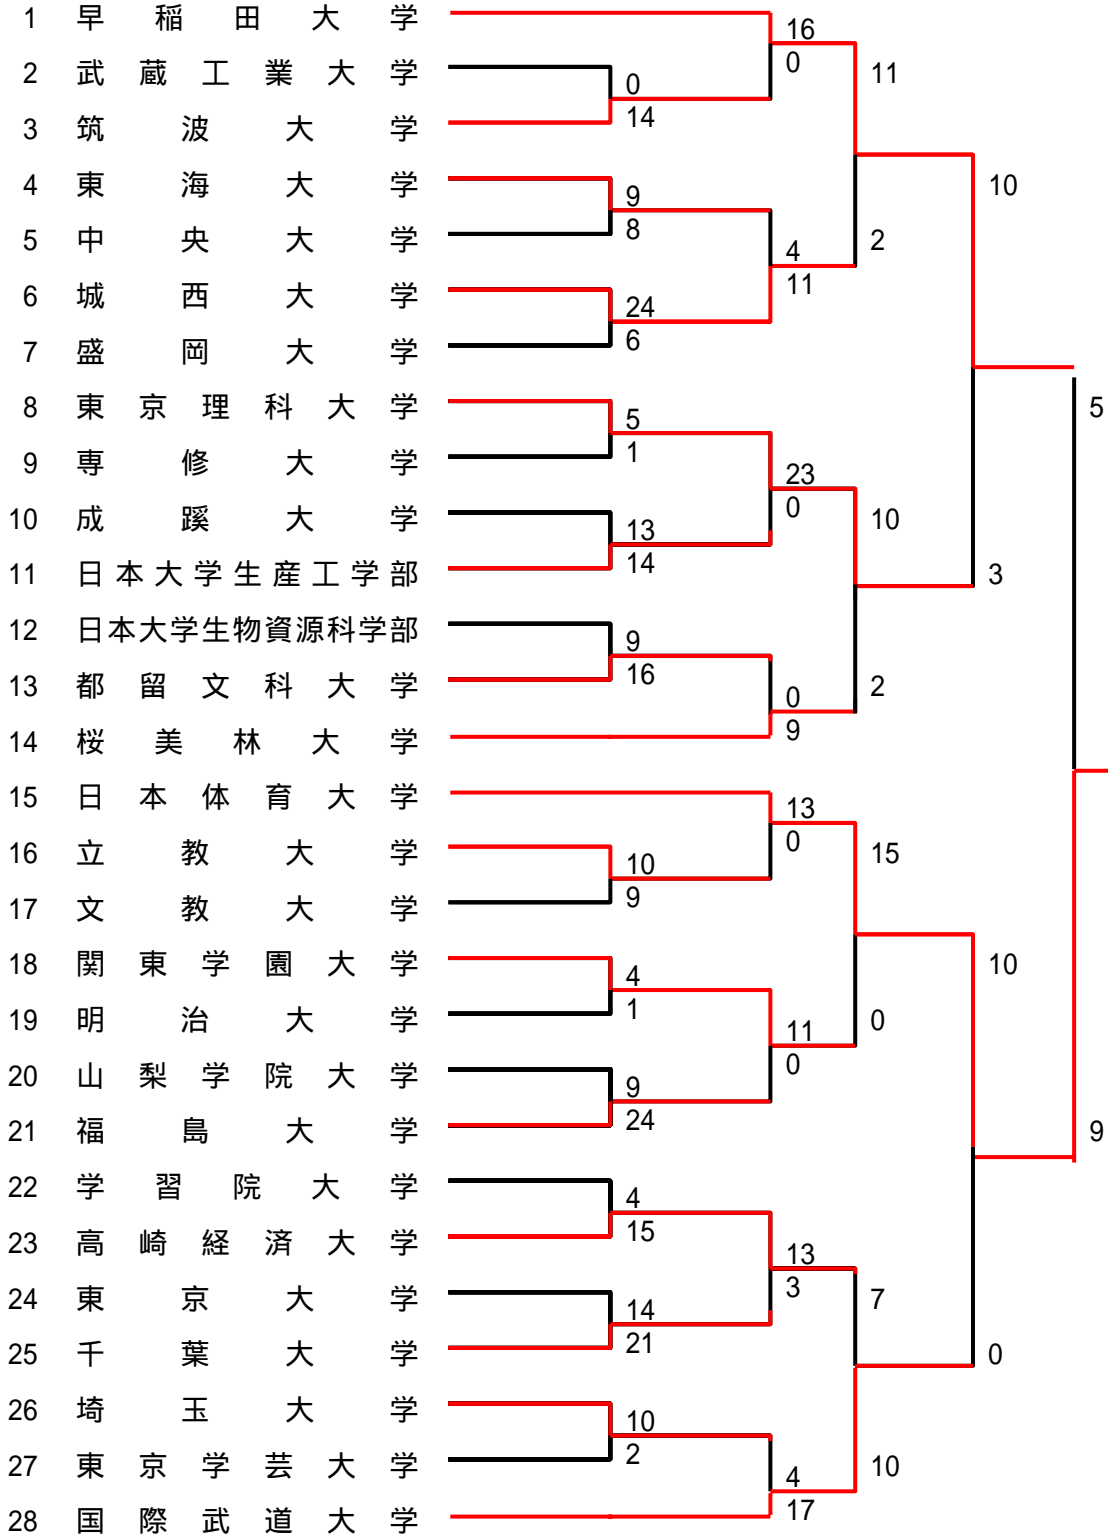 1 早稲田大学
16
0
11
2 武蔵工業大学
0
14
3 筑波大学
4 東海大学
9
8
10
5 中央大学
4
11
2
6 城西大学
24
6
7 盛岡大学
8 東京理科大学
5
1
5
9 専修大学
23
0
10
10 成蹊大学
13
14
11 日本大学生産工学部
3
12 日本大学生物資源科学部
9
16
13 都留文科大学
0
9
2
14 桜美林大学
15 日本体育大学
13
0
15
16 立教大学
10
9
17 文教大学
18 関東学園大学
4
1
10
19 明治大学
11
0
0
20 山梨学院大学
9
24
21 福島大学
9
22 学習院大学
4
15
23 高崎経済大学
13
3
7
24 東京大学
14
21
25 千葉大学
0
26 埼玉大学
10
2
27 東京学芸大学
4
17
10
28 国際武道大学